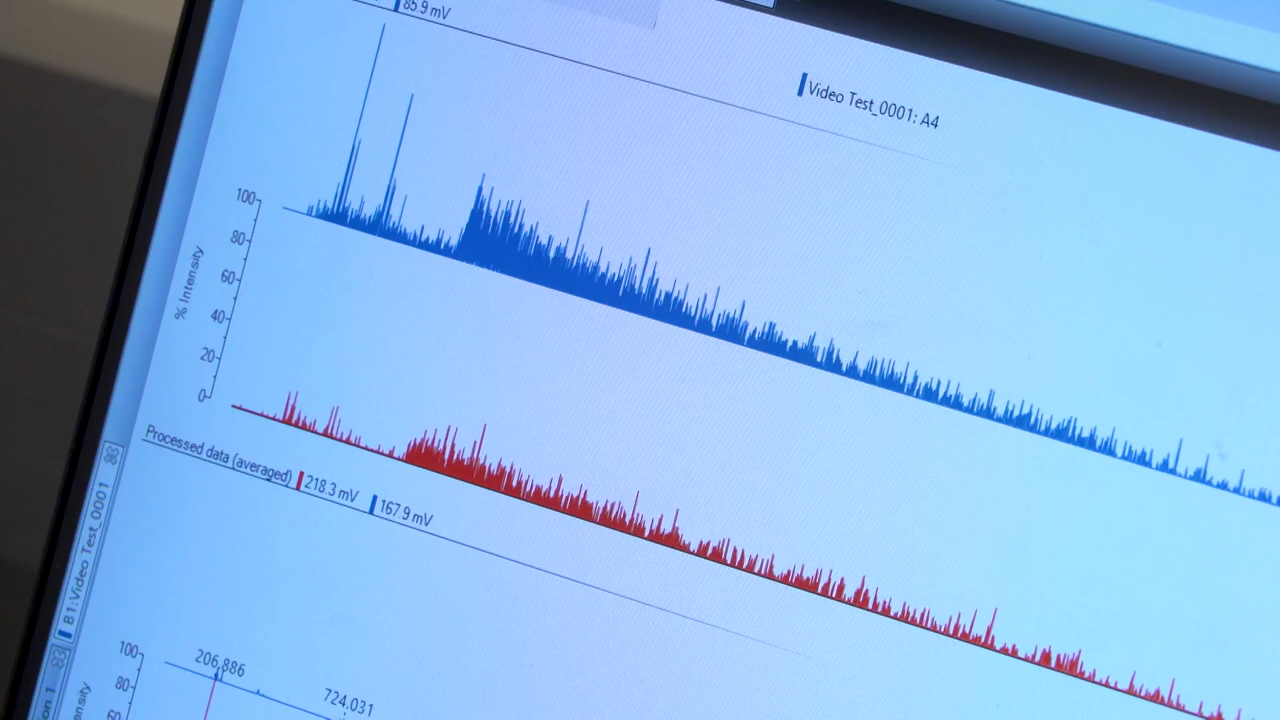 85.9 mV
Video Test_0001: A4
100
80
60
40
20
0
% Intensity
Processed data (averaged) 218.3 mV 167.9 mV
B1:Video Test_0001
100
80
60
206.886
724.031